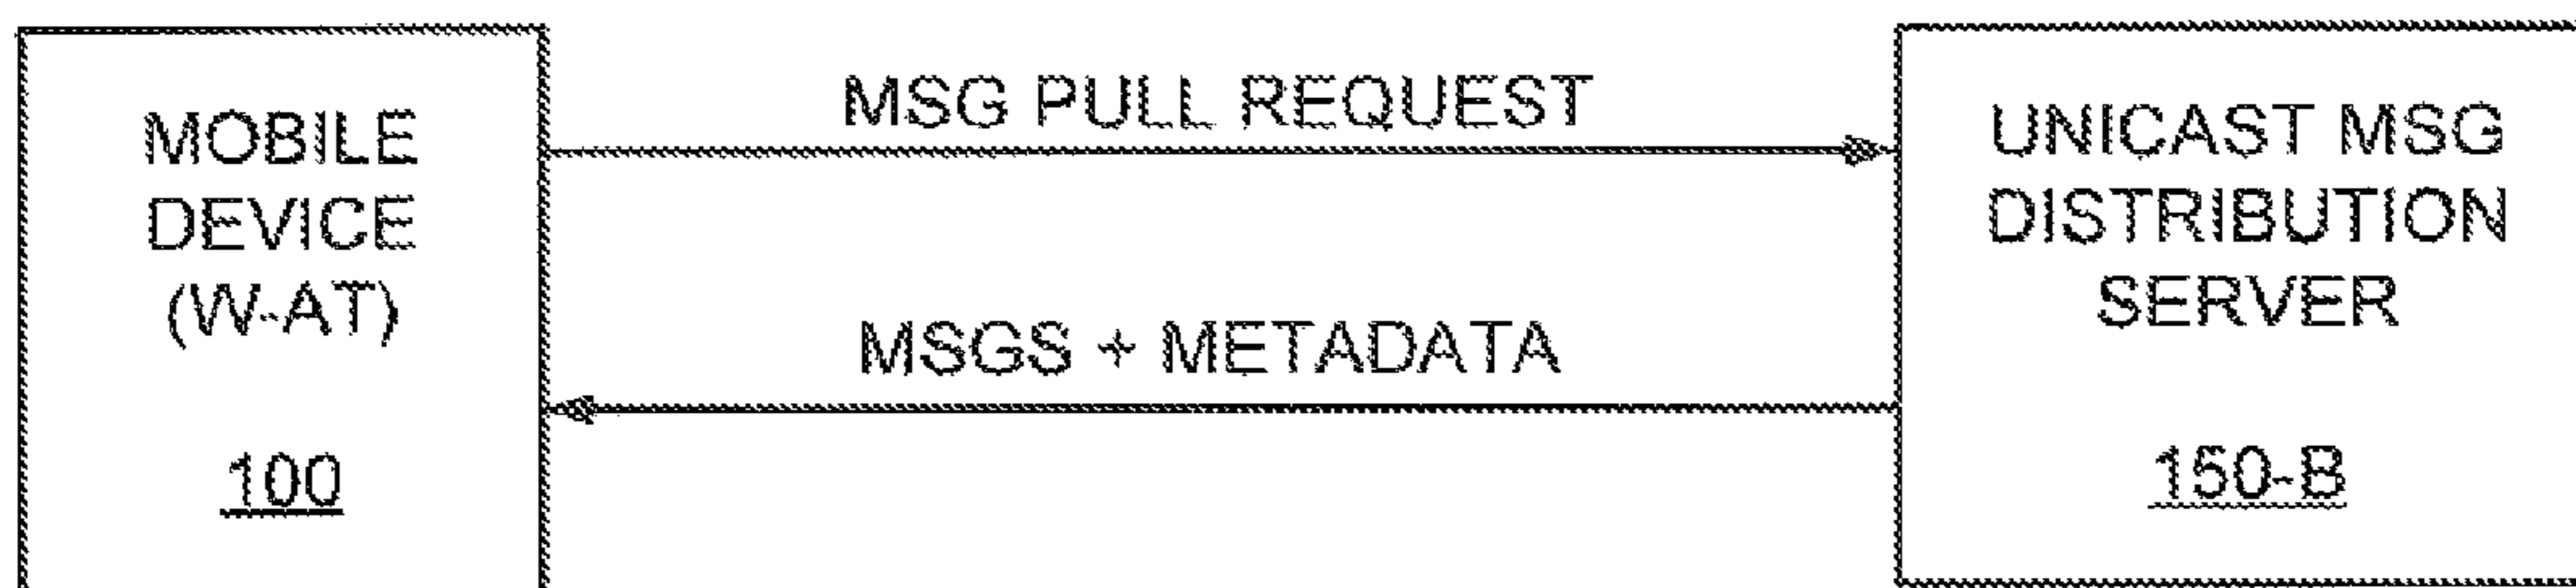 MOBILE
DEVICE
(W-AT)
100
MSG PULL REQUEST
MSGS + METADATA
UNICAST MSG
DISTRIBUTION
SERVER
150-B